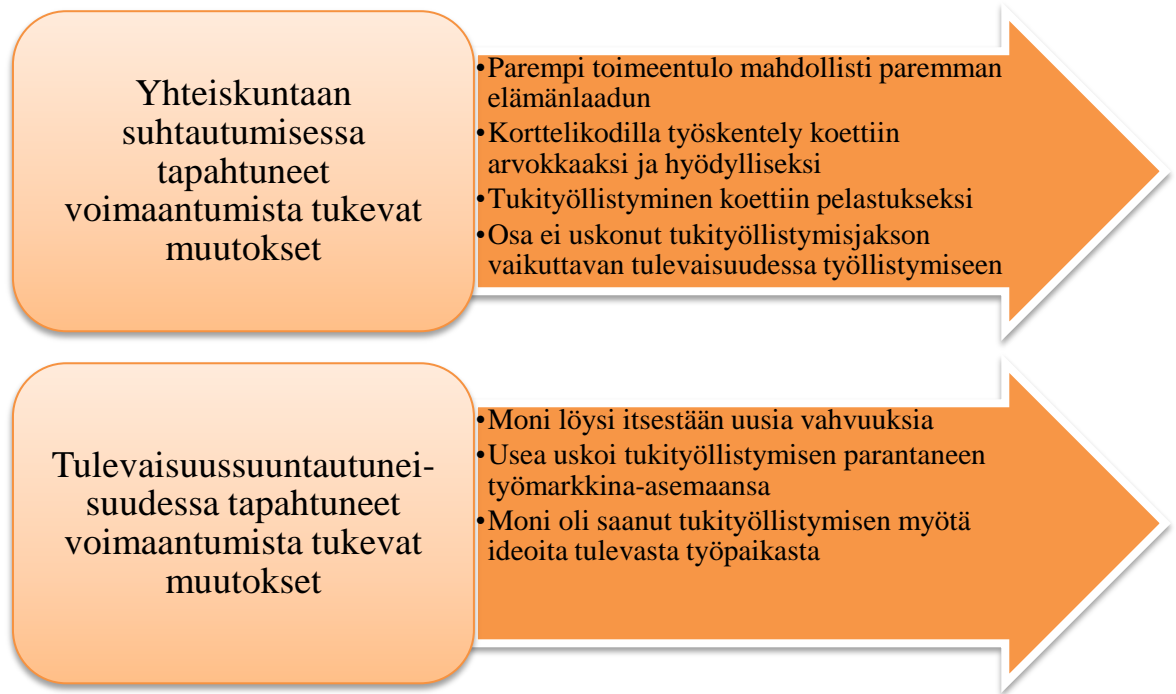 Yhteiskuntaan
suhtautumisessa
tapahtuneet
voimaantumista tukevat
muutokset
•Parempi toimeentulo mahdollisti paremman
elämänlaadun
•Korttelikodilla työskentely koettiin
arvokkaaksi ja hyödylliseksi
•Tukityöllistyminen koettiin pelastukseksi
•Osa ei uskonut tukityöllistymisjakson
vaikuttavan tulevaisuudessa työllistymiseen
Tulevaisuussuuntautunei-
suudessa tapahtuneet
voimaantumista tukevat
muutokset
•Moni löysi itsestään uusia vahvuuksia
•Usea uskoi tukityöllistymisen parantaneen
työmarkkina-asemaansa
•Moni oli saanut tukityöllistymisen myötä
ideoita tulevasta työpaikasta